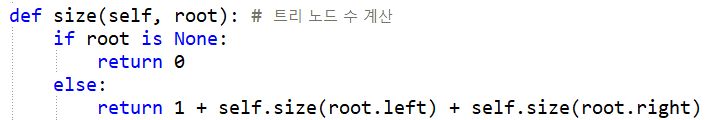 def size(self, root): # 트리 노드 수 계산
    if root is None:
        return 0
    else:
        return 1 + self.size(root.left) + self.size(root.right)